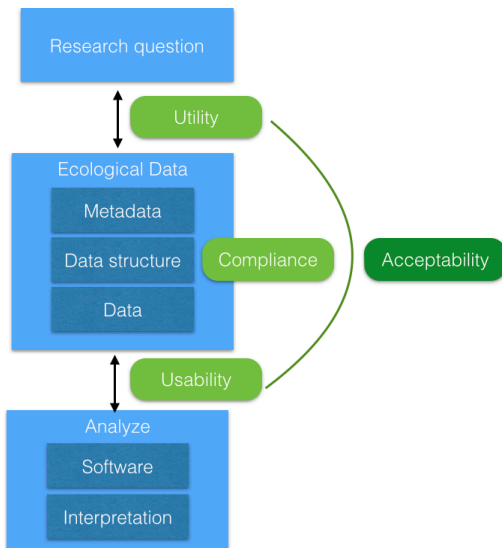 Research question
Utility
Ecological Data
Metadata
Data structure
Compliance
Acceptability
Data
Usability
Analyze
Software
Interpretation